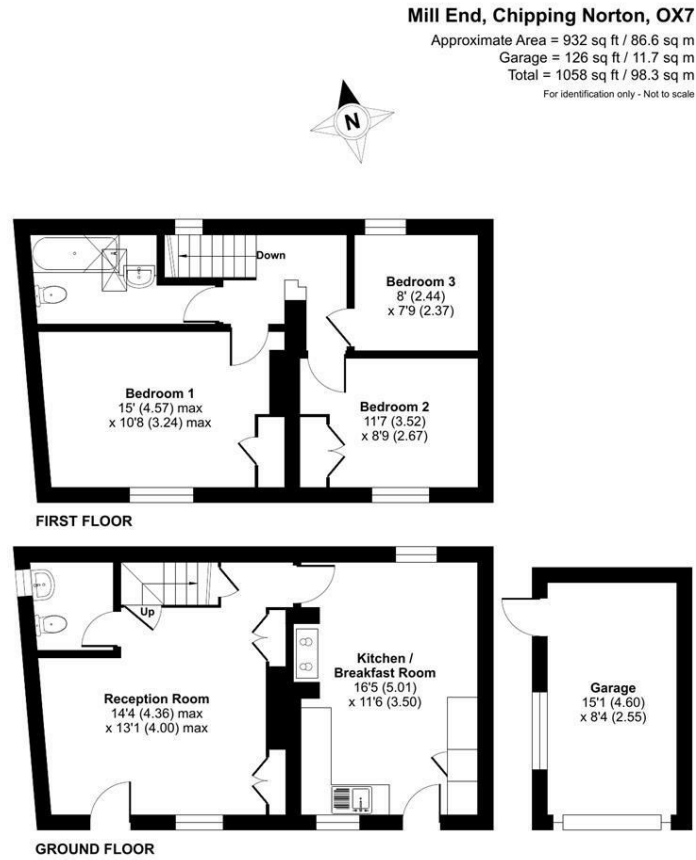 Mill End, Chipping Norton, OX7
Approximate Area = 932 sq ft / 86.6 sq m
Garage = 126 sq ft / 11.7 sq m
Total = 1058 sq ft / 98.3 sq m
For identification only - Not to scale
N
Down
Bedroom 3
8' (2.44)
x 7'9 (2.37)
Bedroom 1
15' (4.57) max
x 10'8 (3.24) max
Bedroom 2
11'7 (3.52)
x 8'9 (2.67)
FIRST FLOOR
Up
Kitchen /
Breakfast Room
16'5 (5.01)
x 11'6 (3.50)
Reception Room
14'4 (4.36) max
x 13'1 (4.00) max
Garage
15'1 (4.60)
x 8'4 (2.55)
GROUND FLOOR